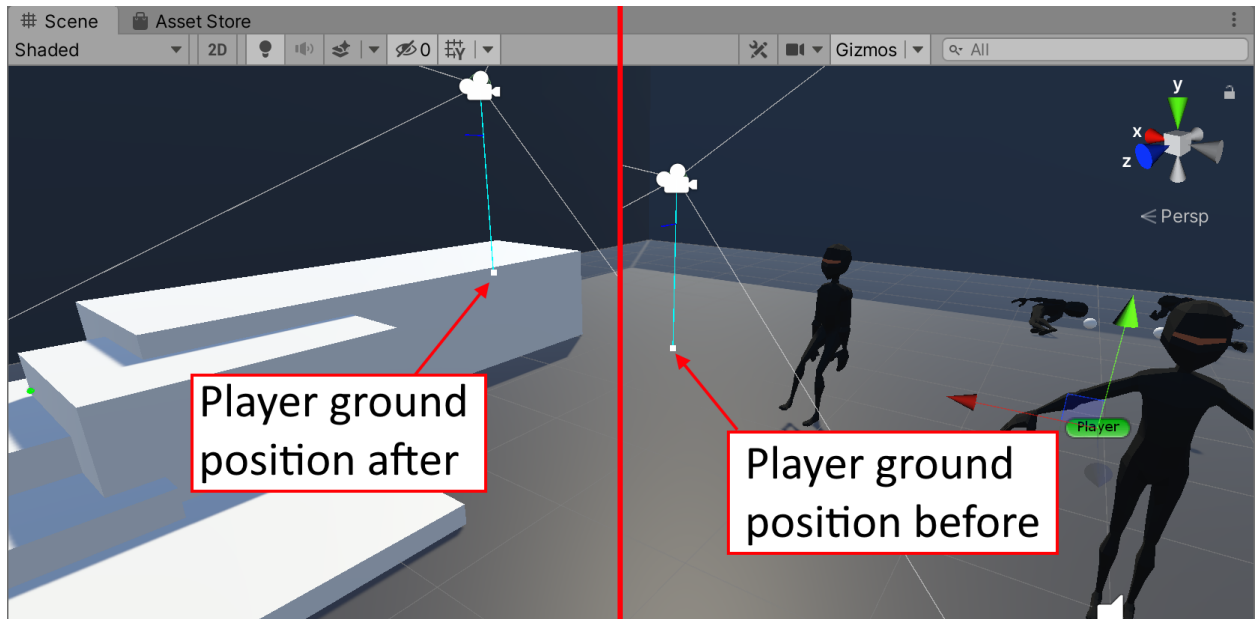 Scene
Asset Store
Shaded
2D
0
Gizmos
All
y
x
z
Persp
Player ground
position after
Player
Player ground
position before